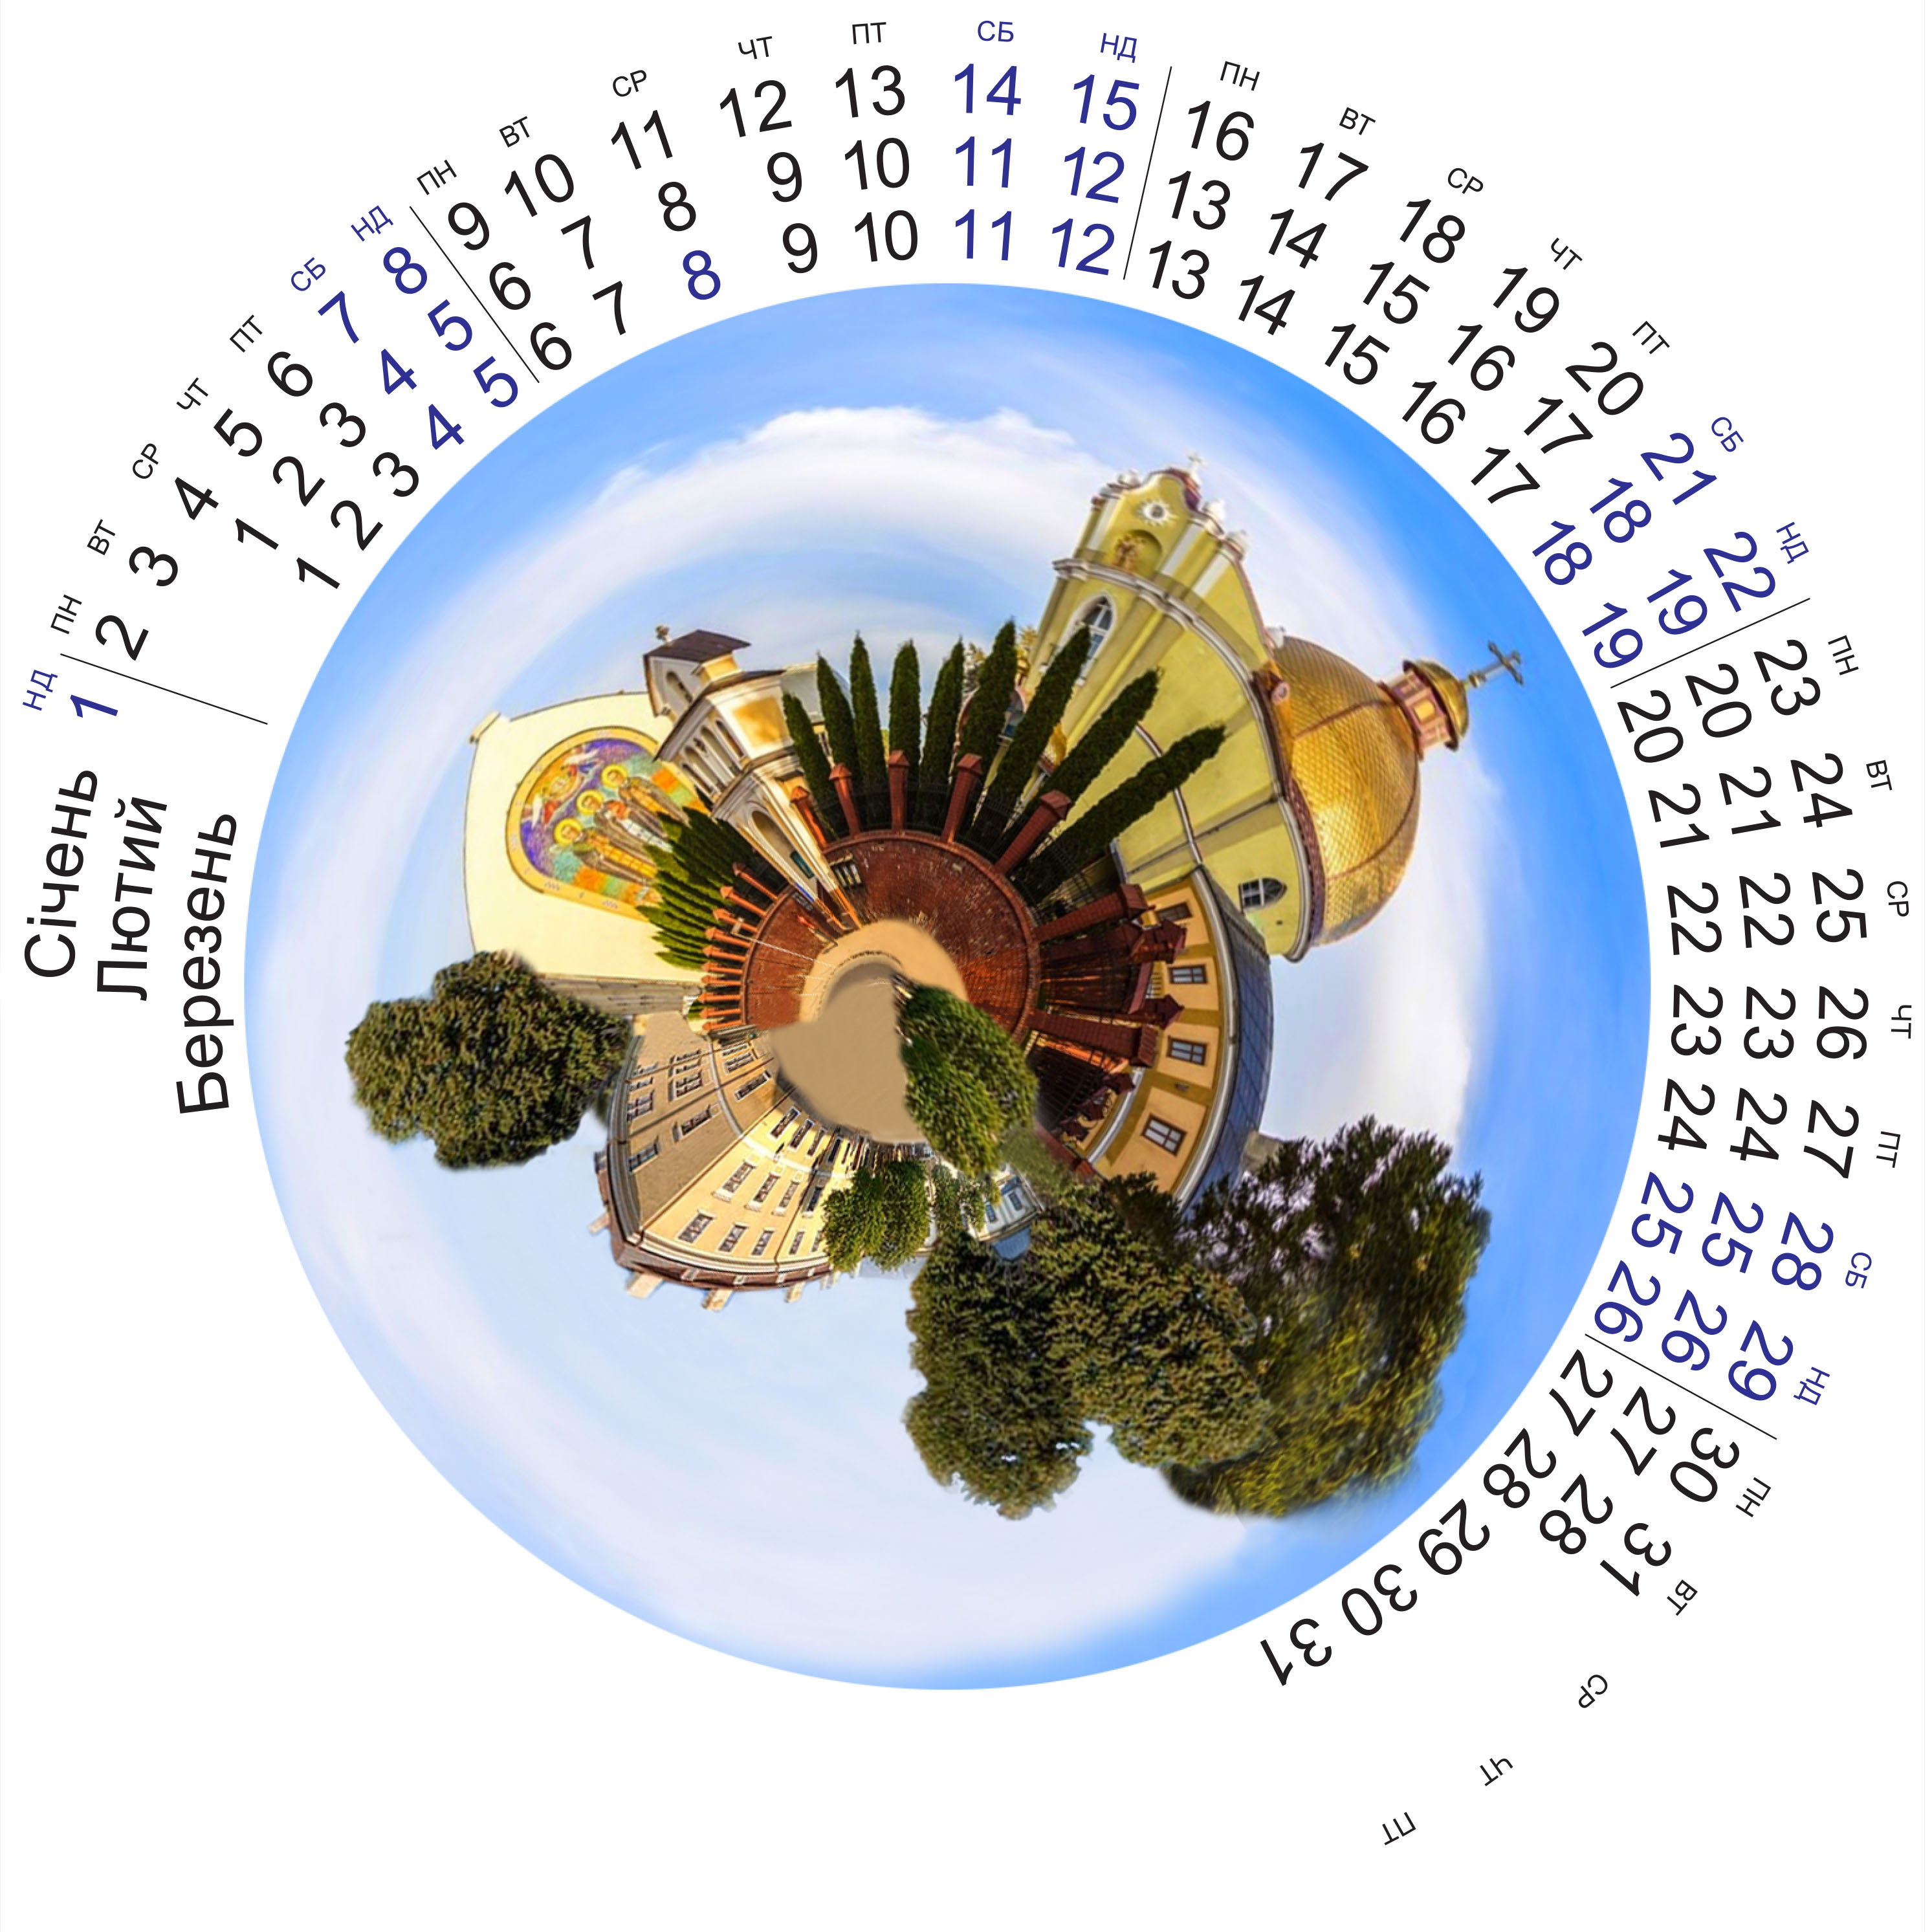 НД ПН ВТ СР ЧТ ПТ СБ НД ПН ВТ СР ЧТ ПТ СБ НД ПН ВТ СР ЧТ ПТ СБ НД ПН ВТ СР ЧТ ПТ СБ НД ПН ВТ СР ЧТ ПТ
Січень 1 2 3 4 5 6 7 8 9 10 11 12 13 14 15 16 17 18 19 20 21 22 23 24 25 26 27 28 29 30 31
Лютий 1 2 3 4 5 6 7 8 9 10 11 12 13 14 15 16 17 18 19 20 21 22 23 24 25 26 27 28
Березень 1 2 3 4 5 6 7 8 9 10 11 12 13 14 15 16 17 18 19 20 21 22 23 24 25 26 27 28 29 30 31